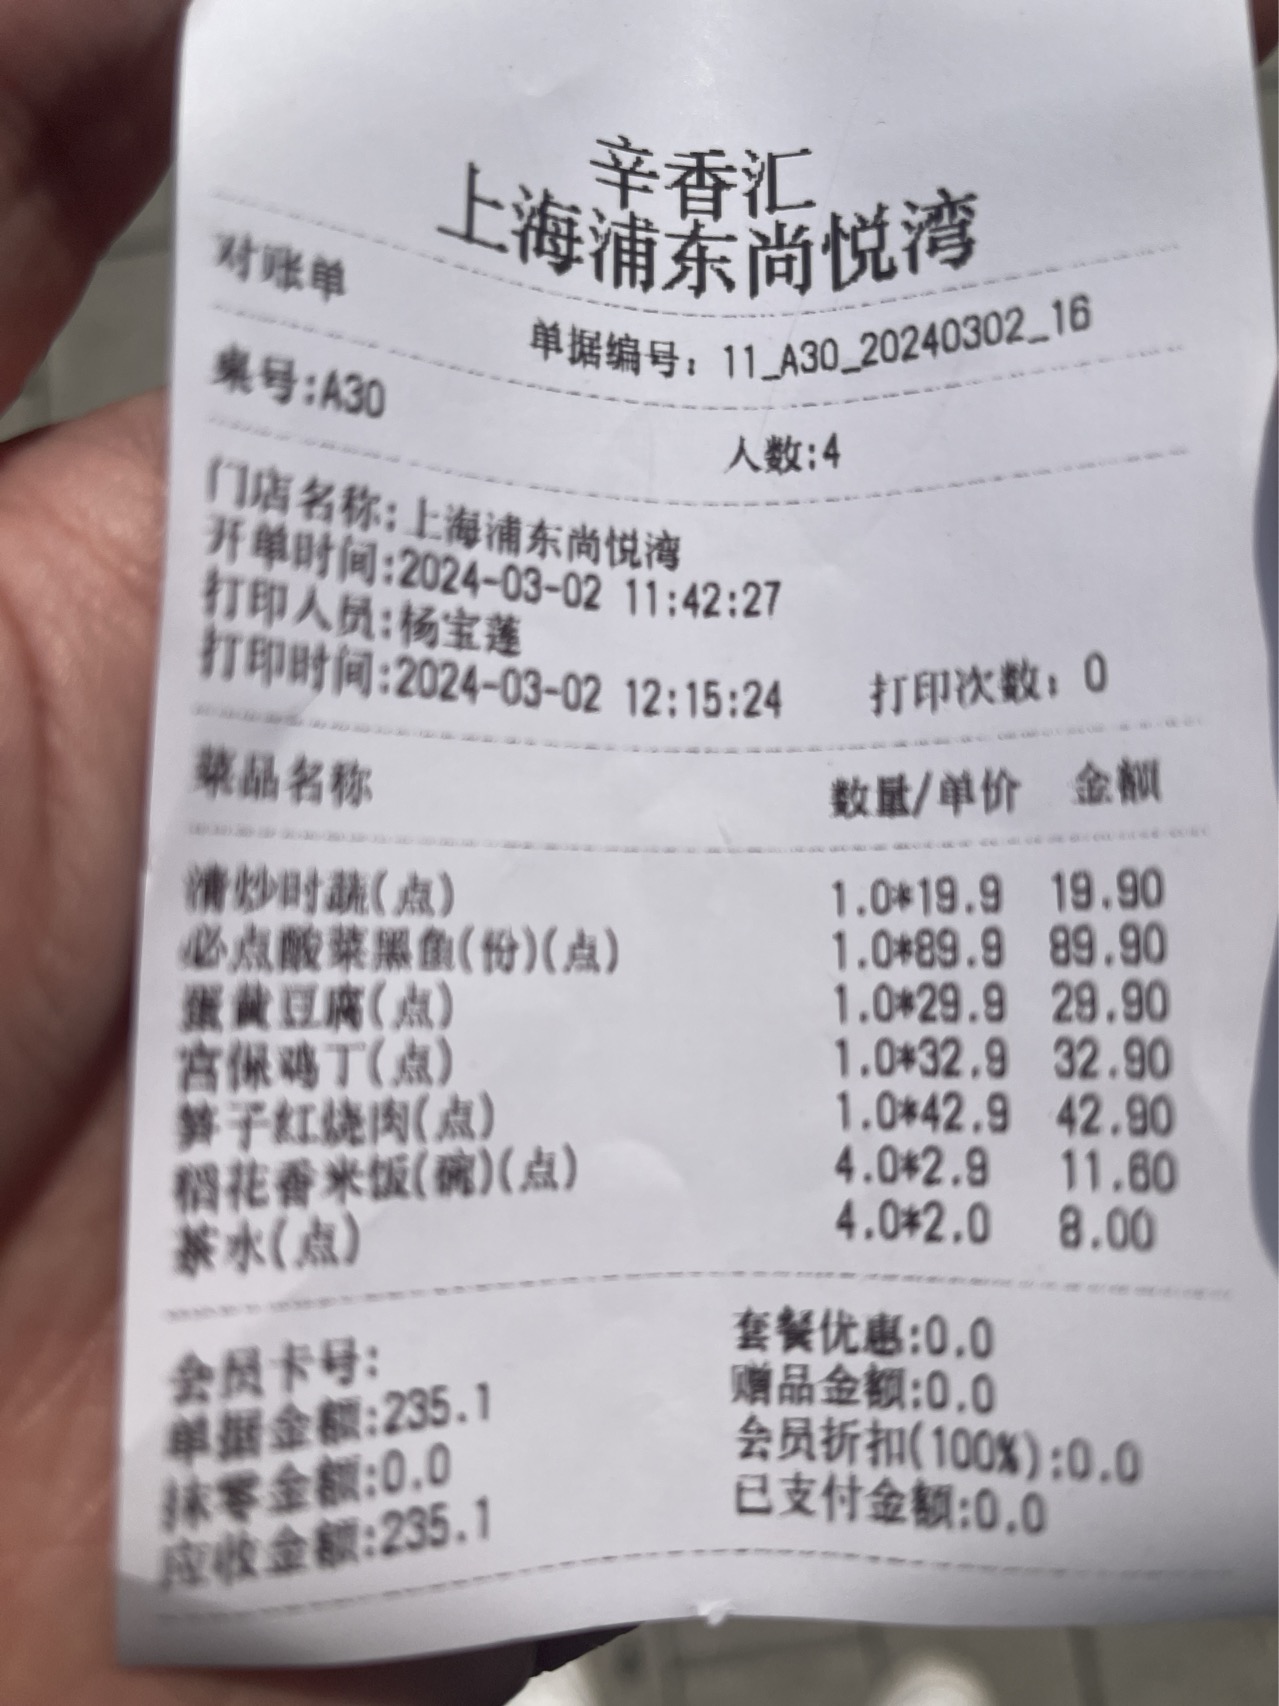 辛香汇
上海浦东尚悦湾
对账单
单据编号：11_A30_20240302_16
桌号:A30
人数:4
门店名称:上海浦东尚悦湾
开单时间:2024-03-02 11:42:27
打印人员:杨宝莲
打印时间:2024-03-02 12:15:24 打印次数：0
菜品名称 数量/单价 金额
清炒时蔬(点) 1.0*19.9 19.90
必点酸菜黑鱼(份)(点) 1.0*89.9 89.90
蛋黄豆腐(点) 1.0*29.9 29.90
宫保鸡丁(点) 1.0*32.9 32.90
笋子红烧肉(点) 1.0*42.9 42.90
稻花香米饭(碗)(点) 4.0*2.9 11.60
茶水(点) 4.0*2.0 8.00
会员卡号: 套餐优惠:0.0
单据金额:235.1 赠品金额:0.0
抹零金额:0.0 会员折扣(100%):0.0
应收金额:235.1 已支付金额:0.0